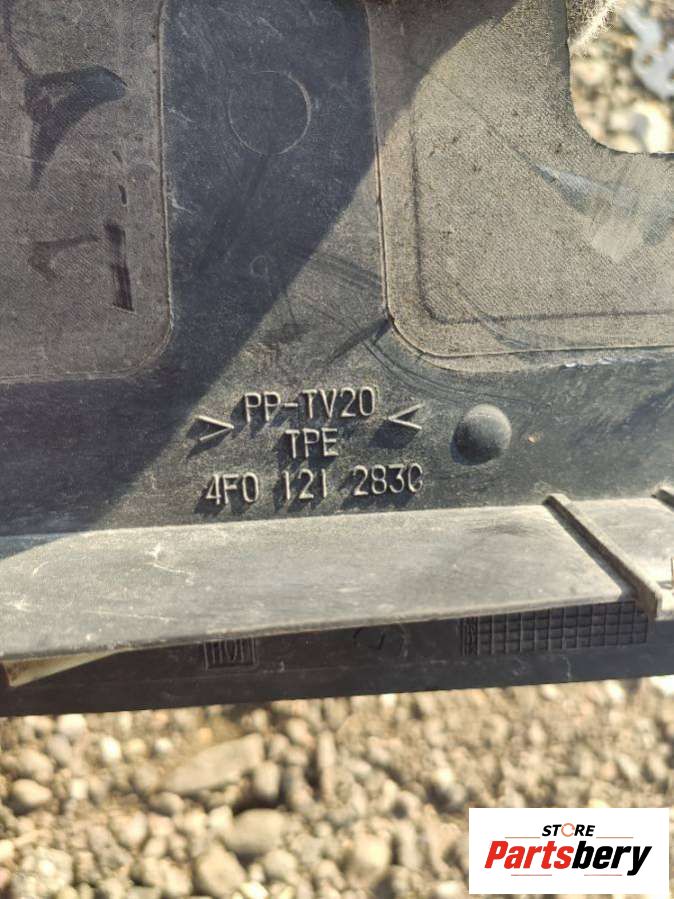 >PP-TV20<
TPE
4F0 121 283C
STORE
Partsbery